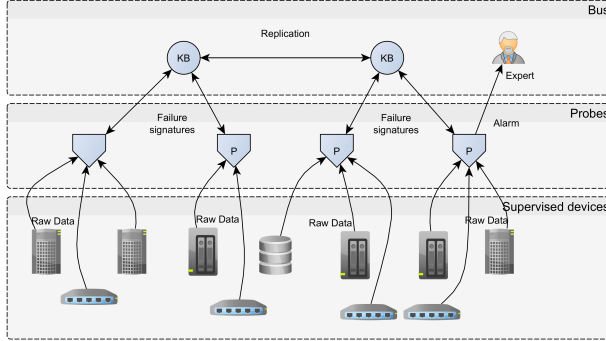 Bus
Replication
KB
KB
Expert
Probes
Failure
signatures
Failure
signatures
Alarm
P
P
P
Supervised devices
Raw Data
Raw Data
Raw Data
Raw Data